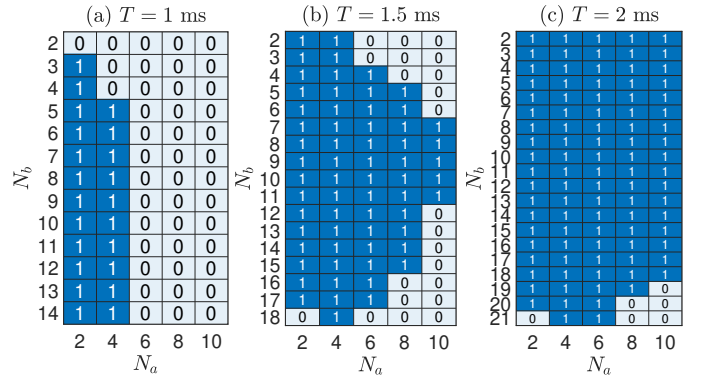 (a) T = 1 ms
N_b
2 0 0 0 0 0
3 1 0 0 0 0
4 1 0 0 0 0
5 1 1 0 0 0
6 1 1 0 0 0
7 1 1 0 0 0
8 1 1 0 0 0
9 1 1 0 0 0
10 1 1 0 0 0
11 1 1 0 0 0
12 1 1 0 0 0
13 1 1 0 0 0
14 1 1 0 0 0
2 4 6 8 10
N_a
(b) T = 1.5 ms
N_b
2 1 1 0 0 0
3 1 1 0 0 0
4 1 1 1 0 0
5 1 1 1 1 0
6 1 1 1 1 0
7 1 1 1 1 1
8 1 1 1 1 1
9 1 1 1 1 1
10 1 1 1 1 1
11 1 1 1 1 1
12 1 1 1 1 0
13 1 1 1 1 0
14 1 1 1 1 0
15 1 1 1 1 0
16 1 1 1 0 0
17 1 1 1 0 0
18 0 1 0 0 0
2 4 6 8 10
N_a
(c) T = 2 ms
N_b
2 1 1 1 1 1
3 1 1 1 1 1
4 1 1 1 1 1
5 1 1 1 1 1
6 1 1 1 1 1
7 1 1 1 1 1
8 1 1 1 1 1
9 1 1 1 1 1
10 1 1 1 1 1
11 1 1 1 1 1
12 1 1 1 1 1
13 1 1 1 1 1
14 1 1 1 1 1
15 1 1 1 1 1
16 1 1 1 1 1
17 1 1 1 1 1
18 1 1 1 1 1
19 1 1 1 1 0
20 1 1 1 0 0
21 0 1 1 0 0
2 4 6 8 10
N_a